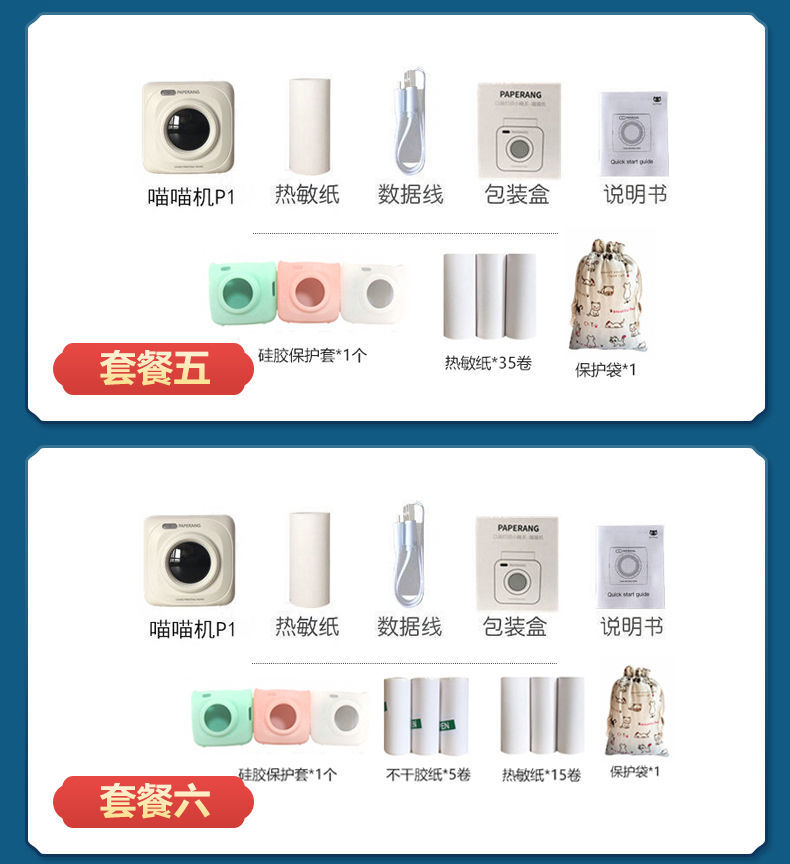 PAPERANG
PAPERANG
Quick start guide
喵喵机P1
热敏纸
数据线
包装盒
说明书
硅胶保护套*1个
热敏纸*35卷
保护袋*1
套餐五
PAPERANG
PAPERANG
Quick start guide
喵喵机P1
热敏纸
数据线
包装盒
说明书
EN
EN
硅胶保护套*1个
不干胶纸*5卷
热敏纸*15卷
保护袋*1
套餐六